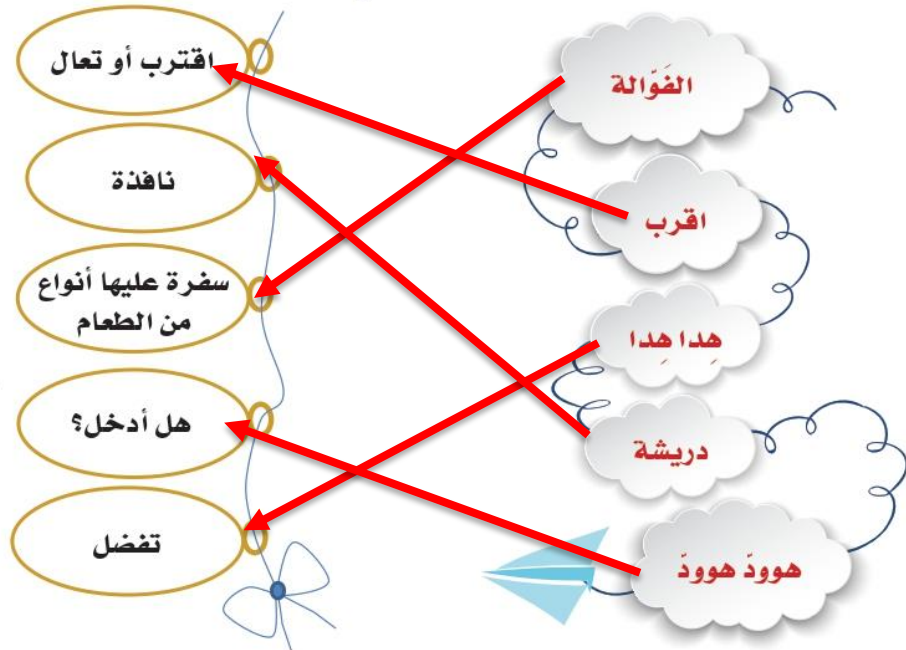 الفَوّالة
اقرب
هِدا هِدا
دريشة
هوودّ هوودّ
اقترب أو تعال
نافذة
سفرة عليها أنواع
من الطعام
هل أدخل؟
تفضل